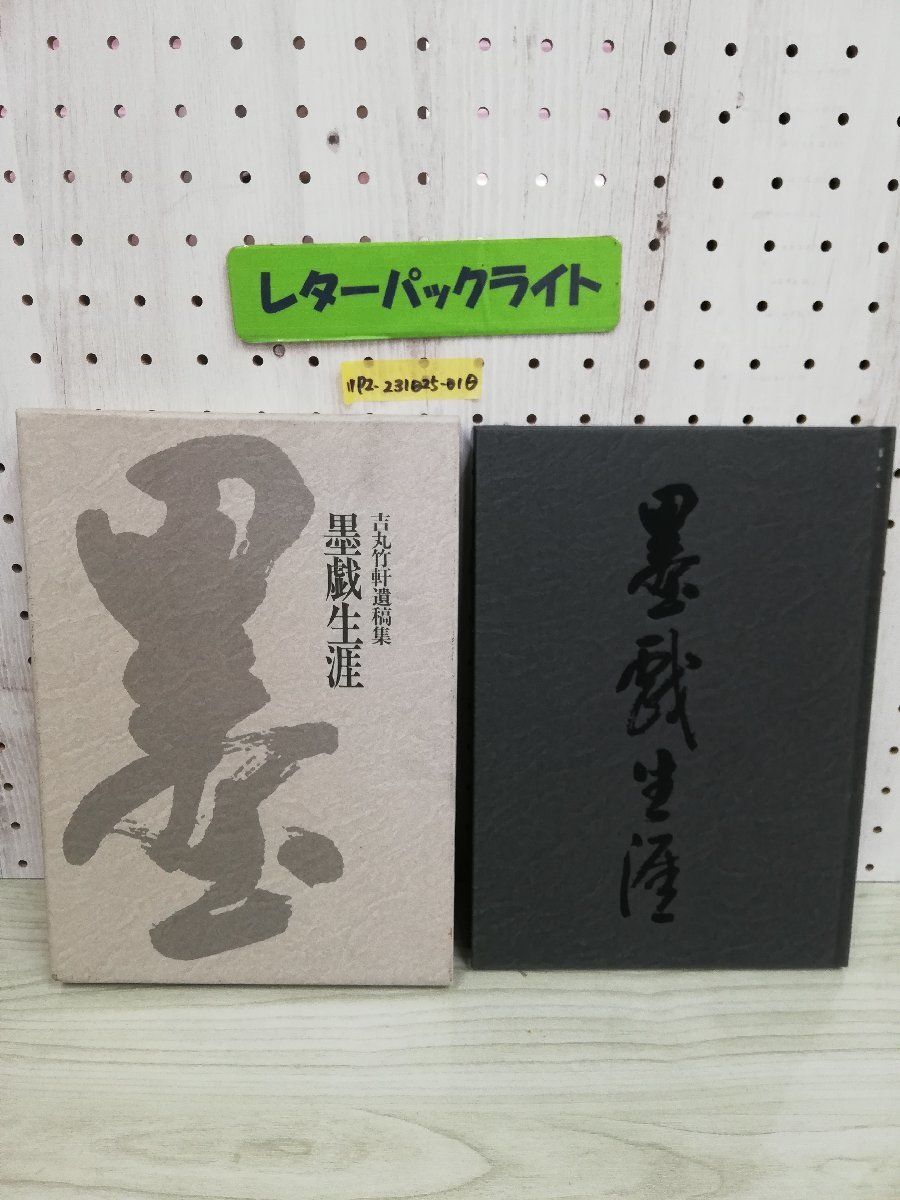 レターパックライト
11P2-231025-01
吉丸竹軒遺稿集
墨戯生涯
墨
墨戯生涯